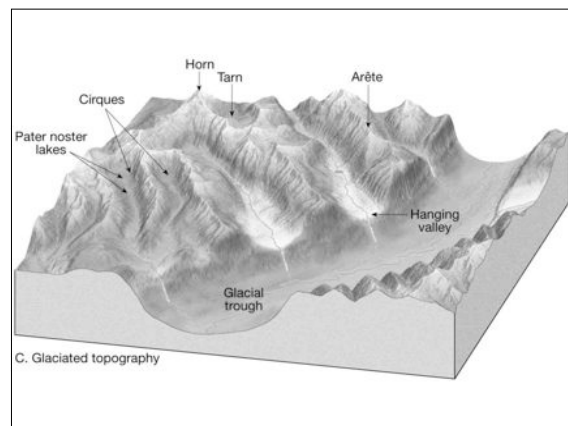 Horn
Tarn
Arête
Cirques
Pater noster
lakes
Hanging
valley
Glacial
trough
C. Glaciated topography